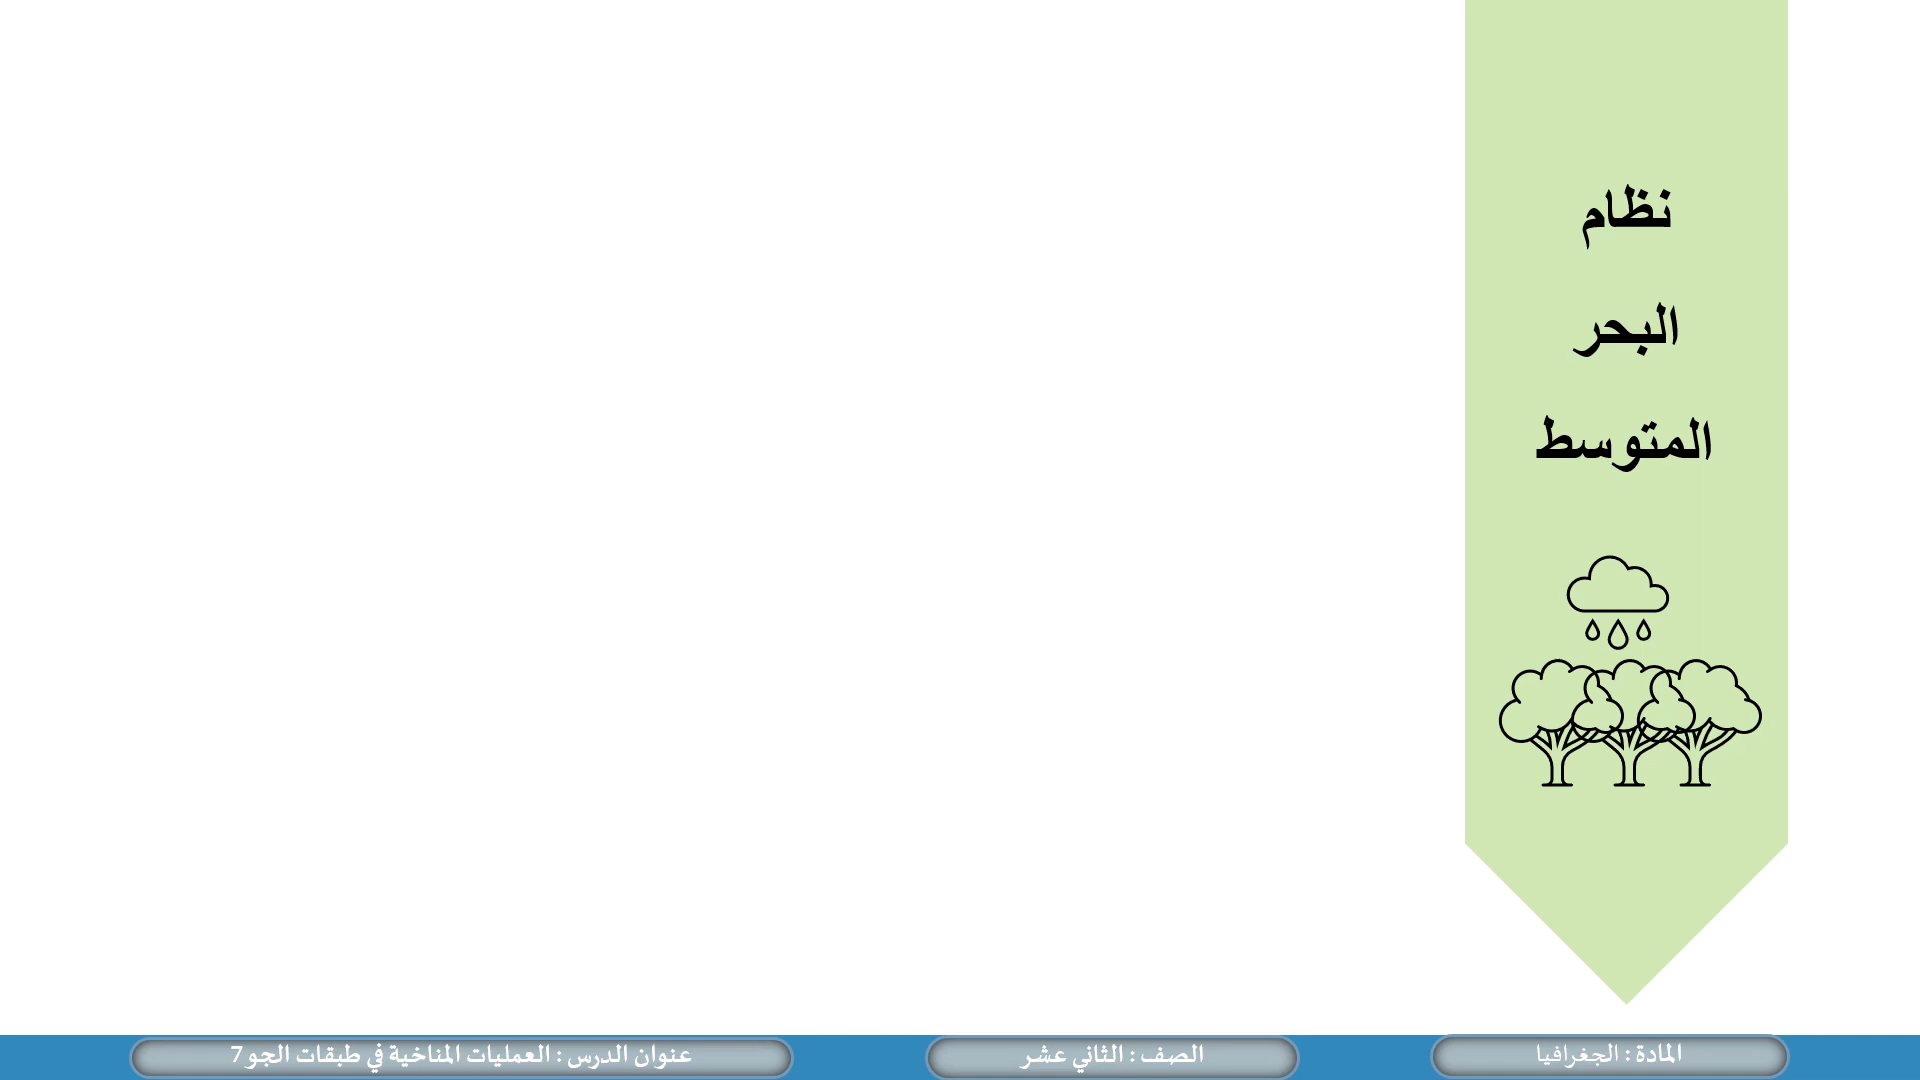 نظام
البحر
المتوسط
المادة : الجغرافيا
الصف : الثاني عشر
عنوان الدرس : العمليات المناخية في طبقات الجو 7